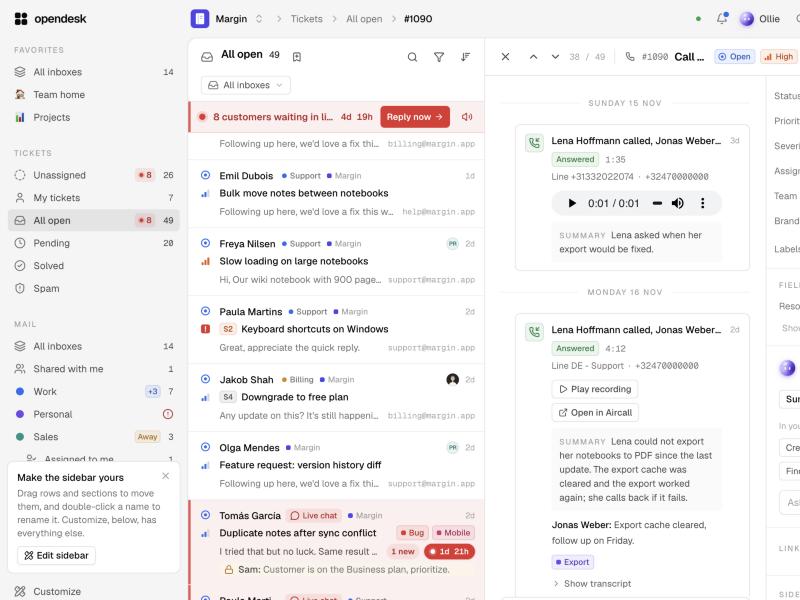 opendesk
FAVORITES
All inboxes 14
Team home
Projects
TICKETS
Unassigned 8 26
My tickets 7
All open 8 49
Pending 20
Solved
Spam
MAIL
All inboxes 14
Shared with me 1
Work +3 7
Personal
Sales Away 3
Assigned to me 1
Make the sidebar yours
Drag rows and sections to move
them, and double-click a name to
rename it. Customize, below, has
everything else.
Edit sidebar
Customize
Margin Tickets All open #1090
Ollie
All open 49
All inboxes
8 customers waiting in li... 4d 19h Reply now →
Following up here, we'd love a fix thi... billing@margin.app
Emil Dubois Support Margin 1d
Bulk move notes between notebooks
Following up here, we'd love a fix this w... help@margin.app
Freya Nilsen Support Margin PR 2d
Slow loading on large notebooks
Hi, Our wiki notebook with 900 page... support@margin.app
Paula Martins Support Margin 2d
S2 Keyboard shortcuts on Windows
Great, appreciate the quick reply. support@margin.app
Jakob Shah Billing Margin 2d
S4 Downgrade to free plan
Any update on this? It's still happeni... billing@margin.app
Olga Mendes Margin PR 2d
Feature request: version history diff
Following up here, we'd love a fix thi... support@margin.app
Tomás García Live chat Margin 2d
Duplicate notes after sync conflict Bug Mobile
I tried that but no luck. Same result ... 1 new 1d 21h
Sam: Customer is on the Business plan, prioritize.
Live chat Support
38 / 49 #1090 Call ... Open High
SUNDAY 15 NOV
Lena Hoffmann called, Jonas Weber... 3d
Answered 1:35
Line +31332022074 · +32470000000
0:01 / 0:01
SUMMARY Lena asked when her
export would be fixed.
MONDAY 16 NOV
Lena Hoffmann called, Jonas Weber... 2d
Answered 4:12
Line DE - Support · +32470000000
Play recording
Open in Aircall
SUMMARY Lena could not export
her notebooks to PDF since the last
update. The export cache was
cleared and the export worked
again; she calls back if it fails.
Jonas Weber: Export cache cleared,
follow up on Friday.
Export
Show transcript
Team
Brand
Labels